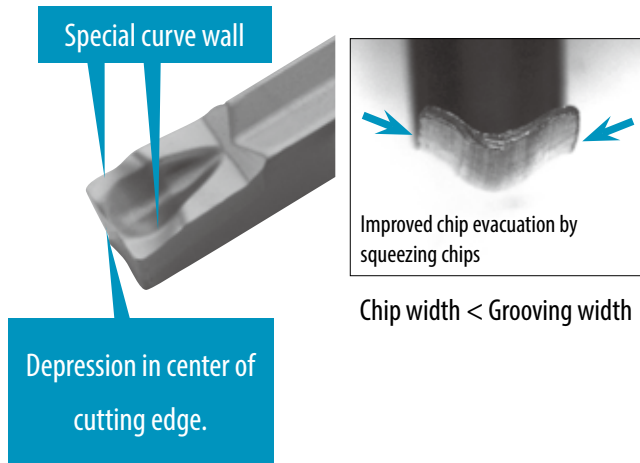 Special curve wall
Improved chip evacuation by
squeezing chips
Chip width < Grooving width
Depression in center of
cutting edge.